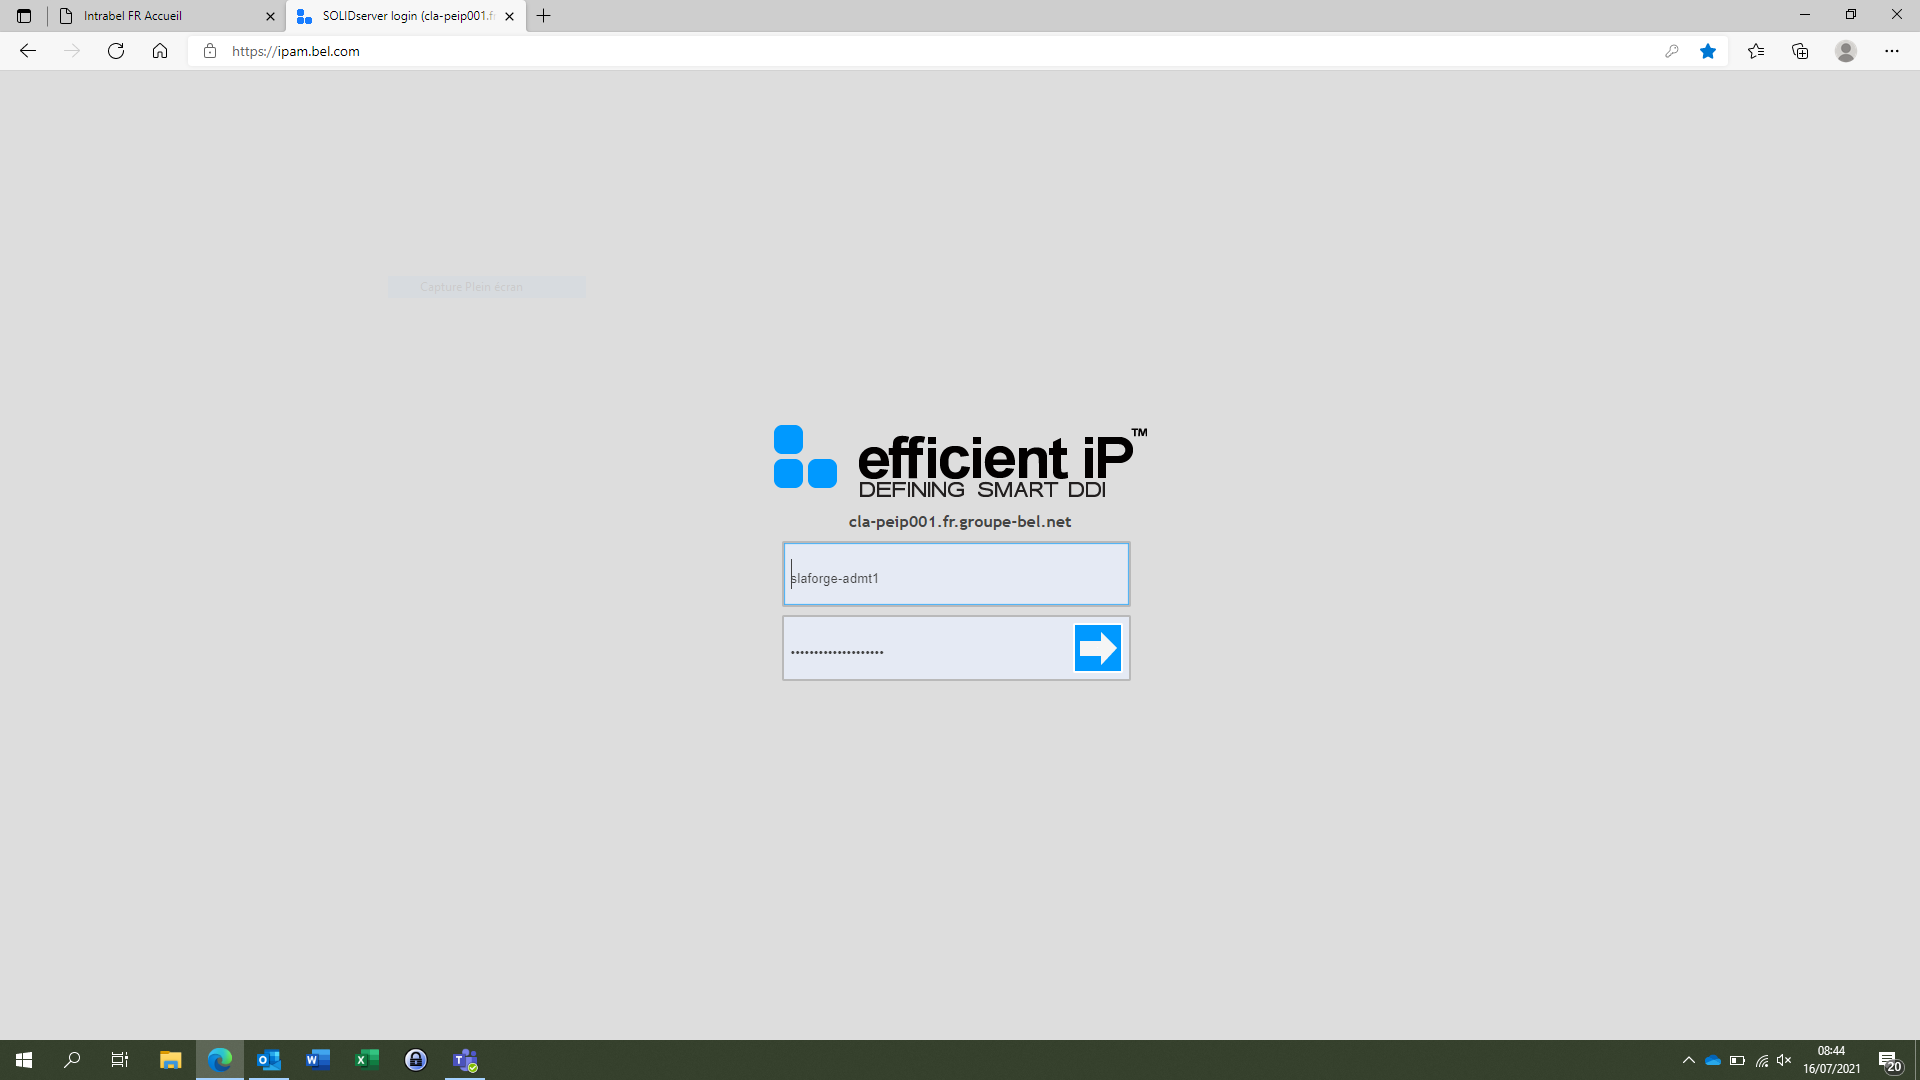 Intrabel FR Accueil
SOLIDserver login (cla-peip001.f
https://ipam.bel.com
Capture Plein écran
efficient iP™
DEFINING SMART DDI
cla-peip001.fr.groupe-bel.net
slaforge-admt1
••••••••••••••••••••
08:44
16/07/2021
20